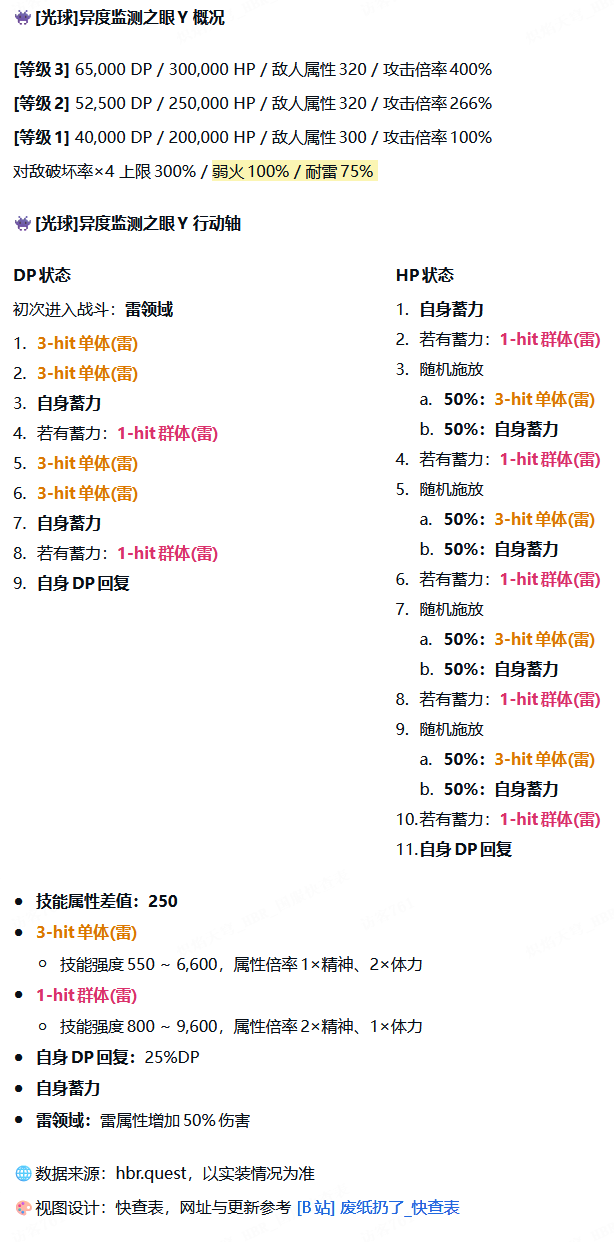 [光球]异度监测之眼Y 概况
[等级 3] 65,000 DP / 300,000 HP / 敌人属性 320 / 攻击倍率 400%
[等级 2] 52,500 DP / 250,000 HP / 敌人属性 320 / 攻击倍率 266%
[等级 1] 40,000 DP / 200,000 HP / 敌人属性 300 / 攻击倍率 100%
对敌破坏率×4 上限 300% / 弱火 100% / 耐雷 75%
[光球]异度监测之眼Y 行动轴
DP 状态
初次进入战斗：雷领域
1. 3-hit 单体(雷)
2. 3-hit 单体(雷)
3. 自身蓄力
4. 若有蓄力：1-hit 群体(雷)
5. 3-hit 单体(雷)
6. 3-hit 单体(雷)
7. 自身蓄力
8. 若有蓄力：1-hit 群体(雷)
9. 自身 DP 回复
HP 状态
1. 自身蓄力
2. 若有蓄力：1-hit 群体(雷)
3. 随机施放
a. 50%：3-hit 单体(雷)
b. 50%：自身蓄力
4. 若有蓄力：1-hit 群体(雷)
5. 随机施放
a. 50%：3-hit 单体(雷)
b. 50%：自身蓄力
6. 若有蓄力：1-hit 群体(雷)
7. 随机施放
a. 50%：3-hit 单体(雷)
b. 50%：自身蓄力
8. 若有蓄力：1-hit 群体(雷)
9. 随机施放
a. 50%：3-hit 单体(雷)
b. 50%：自身蓄力
10. 若有蓄力：1-hit 群体(雷)
11. 自身 DP 回复
技能属性差值：250
3-hit 单体(雷)
技能强度 550 ~ 6,600，属性倍率 1×精神、2×体力
1-hit 群体(雷)
技能强度 800 ~ 9,600，属性倍率 2×精神、1×体力
自身 DP 回复：25%DP
自身蓄力
雷领域：雷属性增加 50% 伤害
数据来源：hbr.quest，以实装情况为准
视图设计：快查表，网址与更新参考 [B 站] 废纸扔了_快查表